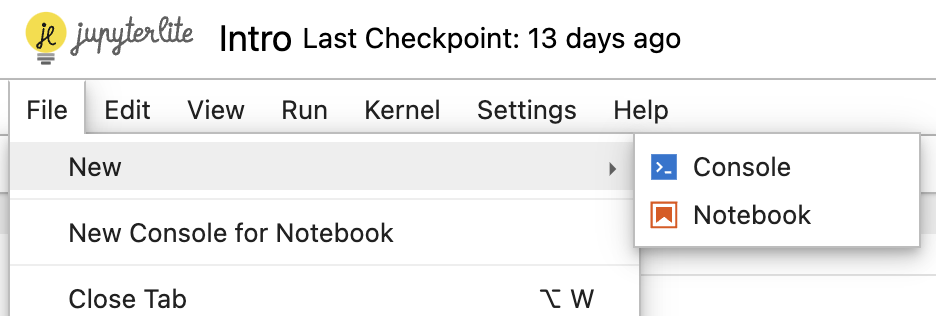 jupyterlite Intro Last Checkpoint: 13 days ago
File Edit View Run Kernel Settings Help
New Console
Notebook
New Console for Notebook
Close Tab ⌥ W